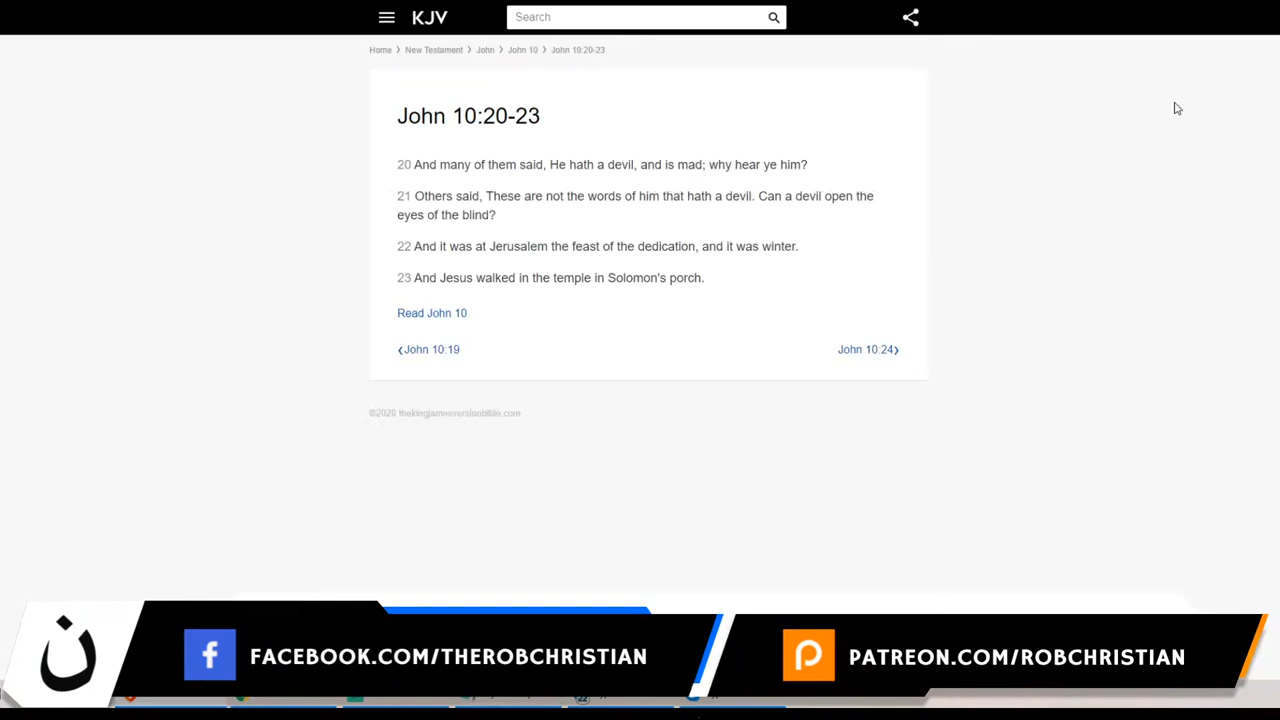 KJV
Search
Home › New Testament › John › John 10 › John 10:20-23
John 10:20-23
20 And many of them said, He hath a devil, and is mad; why hear ye him?
21 Others said, These are not the words of him that hath a devil. Can a devil open the
eyes of the blind?
22 And it was at Jerusalem the feast of the dedication, and it was winter.
23 And Jesus walked in the temple in Solomon's porch.
Read John 10
‹John 10:19
John 10:24›
©2020 thekingjamesversionbible.com
ن
FACEBOOK.COM/THEROBCHRISTIAN
PATREON.COM/ROBCHRISTIAN